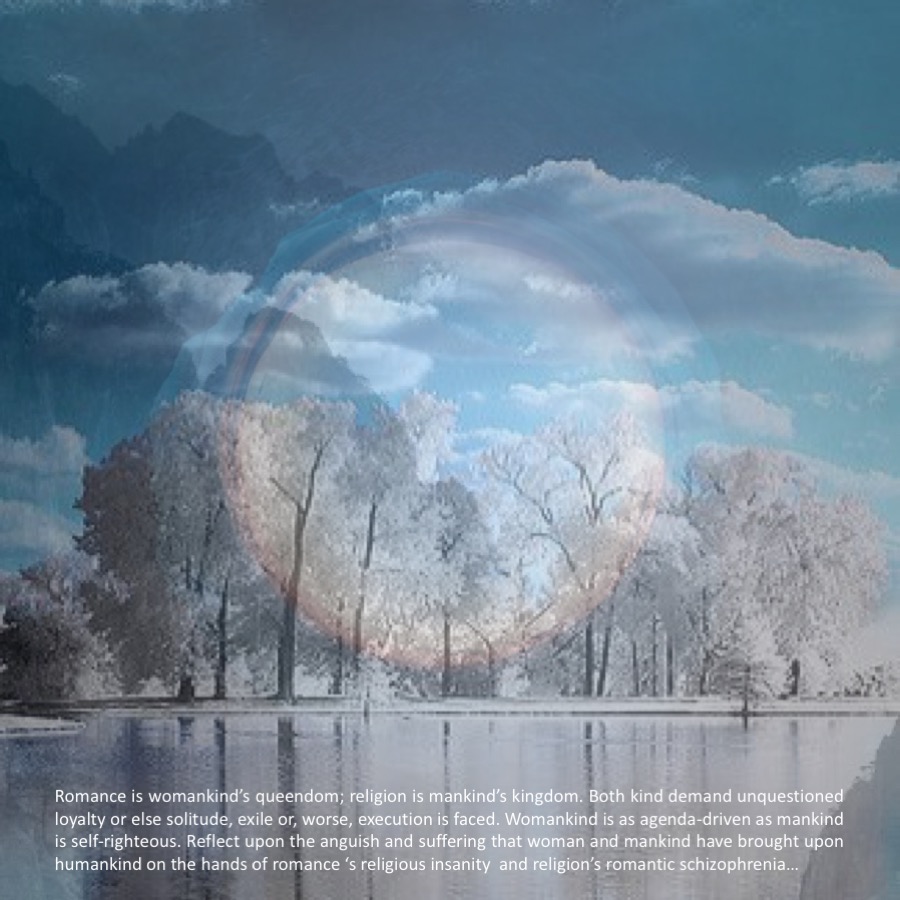 Romance is womankind’s queendom; religion is mankind’s kingdom. Both kind demand unquestioned
loyalty or else solitude, exile or, worse, execution is faced. Womankind is as agenda-driven as mankind
is self-righteous. Reflect upon the anguish and suffering that woman and mankind have brought upon
humankind on the hands of romance ‘s religious insanity  and religion’s romantic schizophrenia...